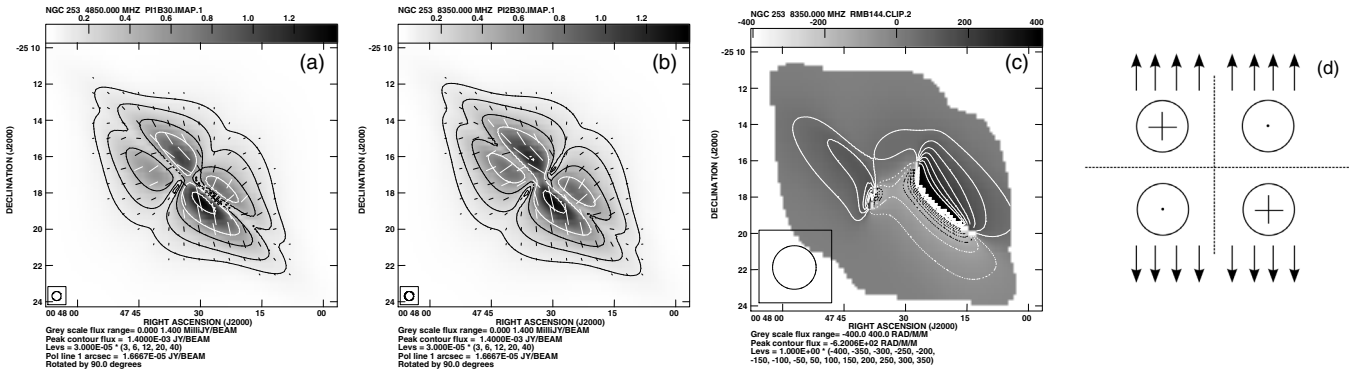 NGC 253 4850.000 MHZ PI1B30.IMAP.1
0.2 0.4 0.6 0.8 1.0 1.2
(a)
-25 10
12
14
16
18
20
22
24
DECLINATION (J2000)
00 48 00 47 45 30 15 00
RIGHT ASCENSION (J2000)
Grey scale flux range= 0.000 1.400 MilliJY/BEAM
Peak contour flux = 1.4000E-03 JY/BEAM
Levs = 3.000E-05 * (3, 6, 12, 20, 40)
Pol line 1 arcsec = 1.6667E-05 JY/BEAM
Rotated by 90.0 degrees
NGC 253 4850.000 MHZ PI2B30.IMAP.1
0.2 0.4 0.6 0.8 1.0 1.2
(b)
-25 10
12
14
16
18
20
22
24
DECLINATION (J2000)
00 48 00 47 45 30 15 00
RIGHT ASCENSION (J2000)
Grey scale flux range= 0.000 1.400 MilliJY/BEAM
Peak contour flux = 1.4000E-03 JY/BEAM
Levs = 3.000E-05 * (3, 6, 12, 20, 40)
Pol line 1 arcsec = 1.6667E-05 JY/BEAM
Rotated by 90.0 degrees
NGC 253 8350.000 MHZ RMB144.CLIP.2
-400 -200 0 200 400
(c)
-25 10
12
14
16
18
20
22
24
DECLINATION (J2000)
00 48 00 47 45 30 15 00
RIGHT ASCENSION (J2000)
Grey scale flux range= -400.0 400.0 RAD/M/M
Peak contour flux = -6.2006E+02 RAD/M/M
Levs = 1.000E+00 * (-400, -350, -300, -250, -200,
-150, -100, -50, 50, 100, 150, 200, 250, 300, 350)
(d)